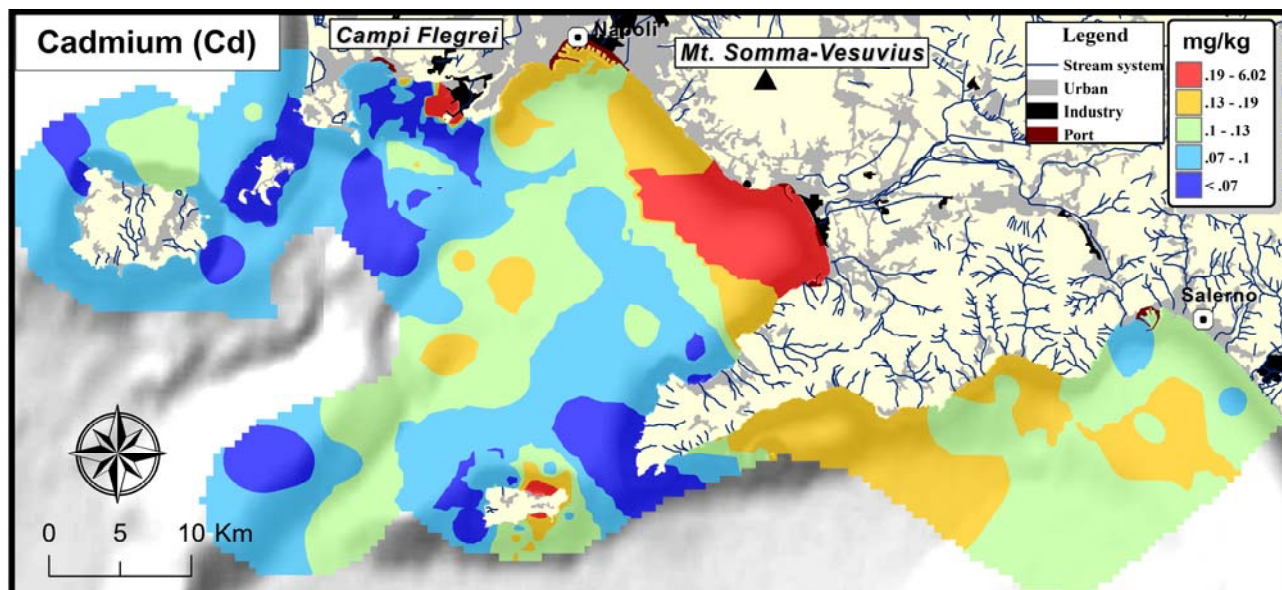 Cadmium (Cd)
Campi Flegrei
Napoli
Mt. Somma-Vesuvius
Legend
Stream system
Urban
Industry
Port
mg/kg
.19 - 6.02
.13 - .19
.1 - .13
.07 - .1
< .07
Salerno
0 5 10 Km